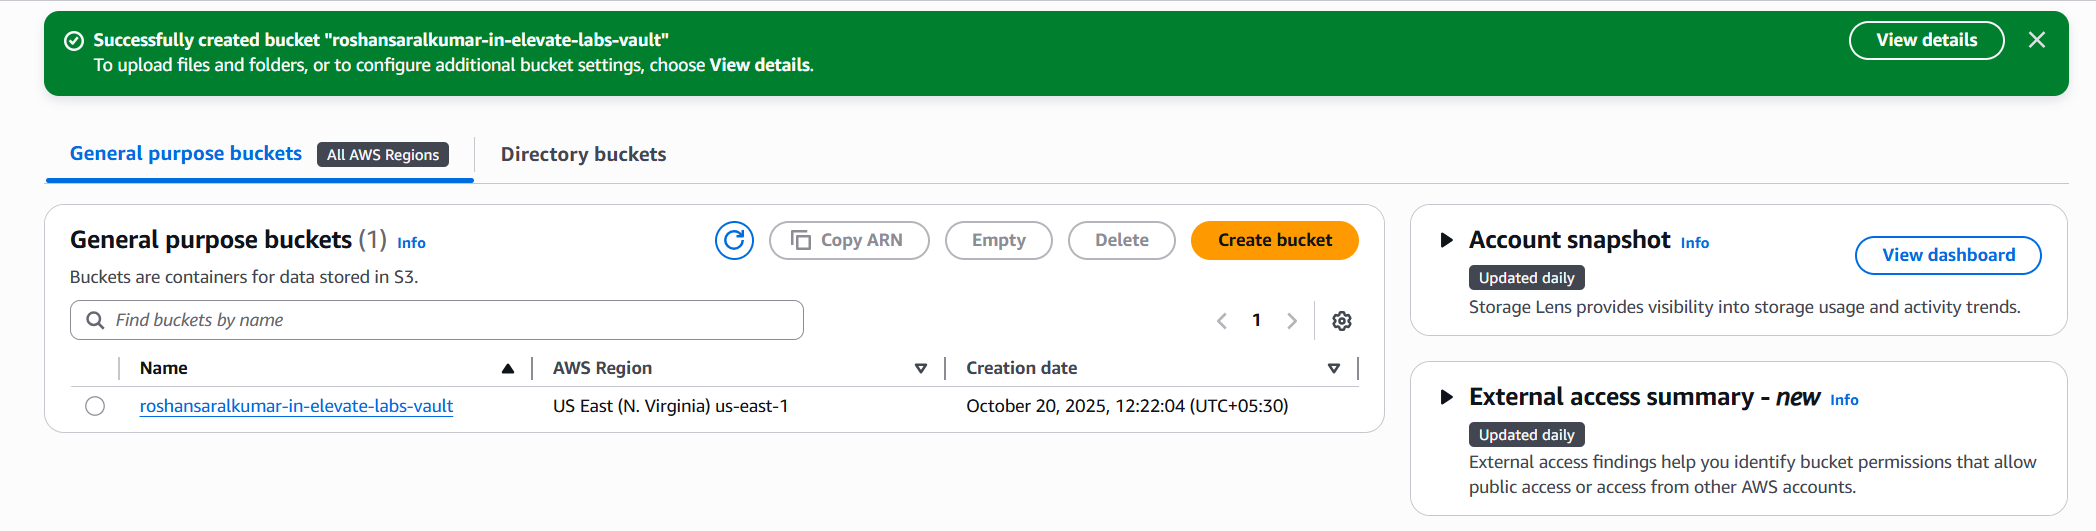 Successfully created bucket "roshansaralkumar-in-elevate-labs-vault"
To upload files and folders, or to configure additional bucket settings, choose View details.
View details
General purpose buckets All AWS Regions
Directory buckets
General purpose buckets (1) Info
Copy ARN
Empty
Delete
Create bucket
Buckets are containers for data stored in S3.
Find buckets by name
1
Name AWS Region Creation date
roshansaralkumar-in-elevate-labs-vault US East (N. Virginia) us-east-1 October 20, 2025, 12:22:04 (UTC+05:30)
Account snapshot Info
View dashboard
Updated daily
Storage Lens provides visibility into storage usage and activity trends.
External access summary - new Info
Updated daily
External access findings help you identify bucket permissions that allow
public access or access from other AWS accounts.